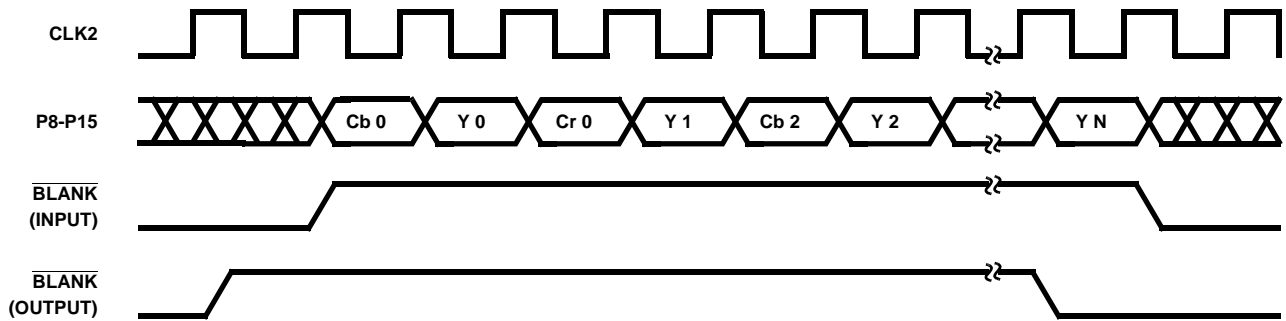 CLK2
P8-P15
Cb 0 Y 0 Cr 0 Y 1 Cb 2 Y 2 Y N
BLANK
(INPUT)
BLANK
(OUTPUT)